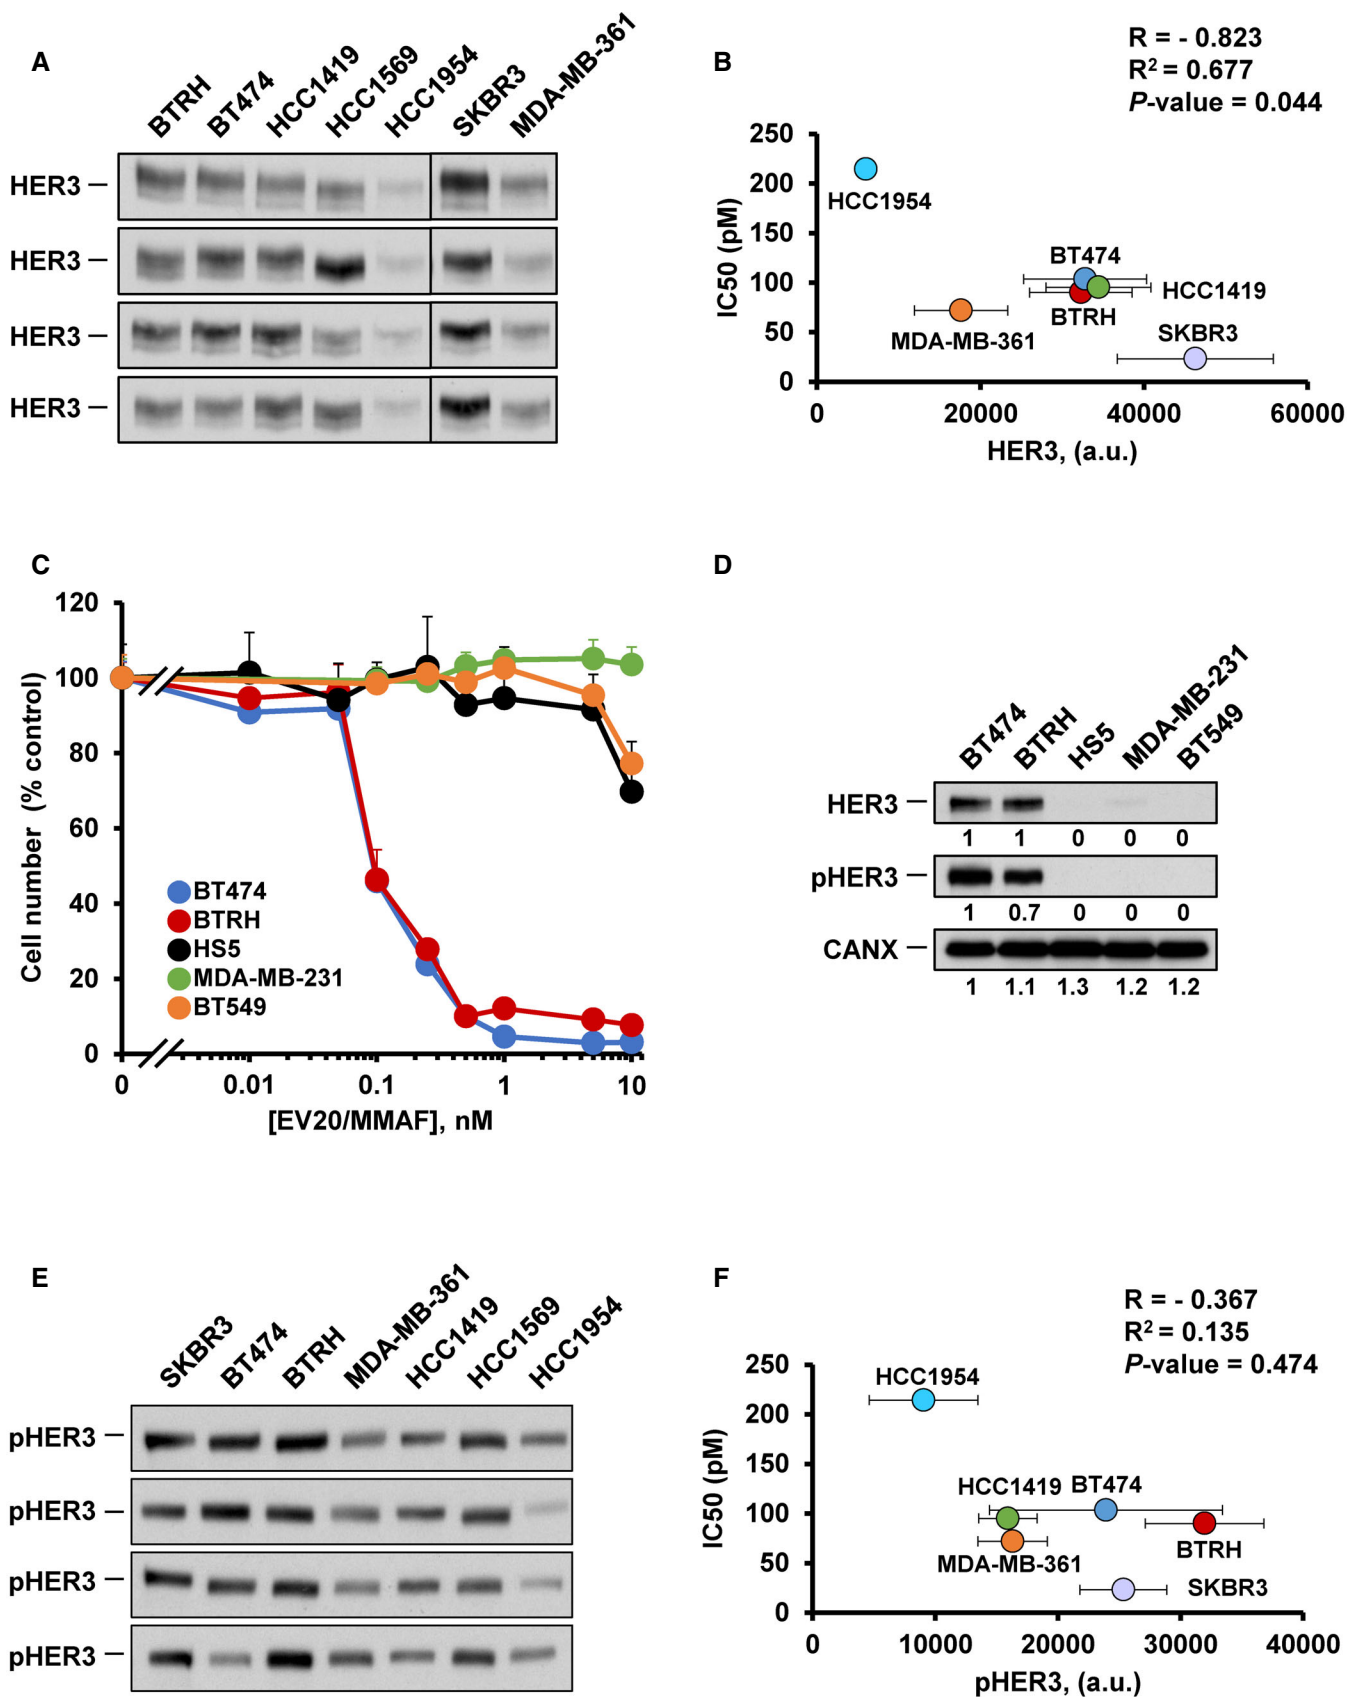 A
BTRH
BT474
HCC1419
HCC1569
HCC1954
SKBR3
MDA-MB-361
HER3
HER3
HER3
HER3
B
R = - 0.823
R2 = 0.677
P-value = 0.044
IC50 (pM)
250
200
150
100
50
0
HCC1954
BT474
HCC1419
BTRH
MDA-MB-361
SKBR3
0 20000 40000 60000
HER3, (a.u.)
C
Cell number (% control)
120
100
80
60
40
20
0
BT474
BTRH
HS5
MDA-MB-231
BT549
0 0.01 0.1 1 10
[EV20/MMAF], nM
D
BT474
BTRH
HS5
MDA-MB-231
BT549
HER3
1 1 0 0 0
pHER3
1 0.7 0 0 0
CANX
1 1.1 1.3 1.2 1.2
E
SKBR3
BT474
BTRH
MDA-MB-361
HCC1419
HCC1569
HCC1954
pHER3
pHER3
pHER3
pHER3
F
R = - 0.367
R2 = 0.135
P-value = 0.474
IC50 (pM)
250
200
150
100
50
0
HCC1954
HCC1419 BT474
MDA-MB-361
BTRH
SKBR3
0 10000 20000 30000 40000
pHER3, (a.u.)